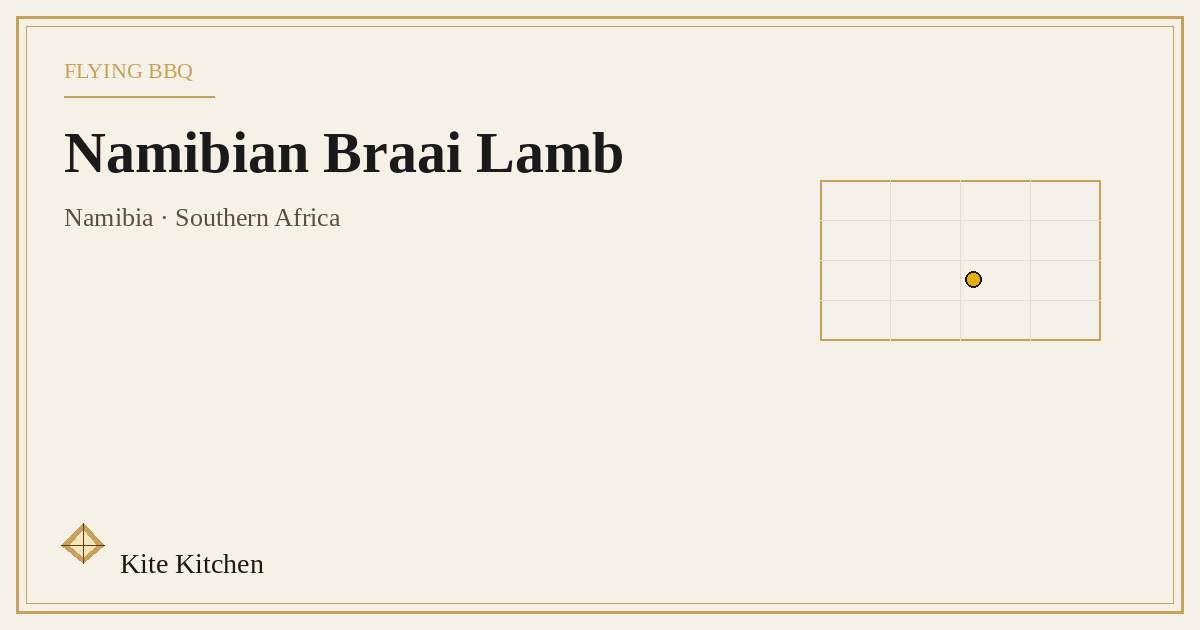 FLYING BBQ
Namibian Braai Lamb
Namibia · Southern Africa
Kite Kitchen